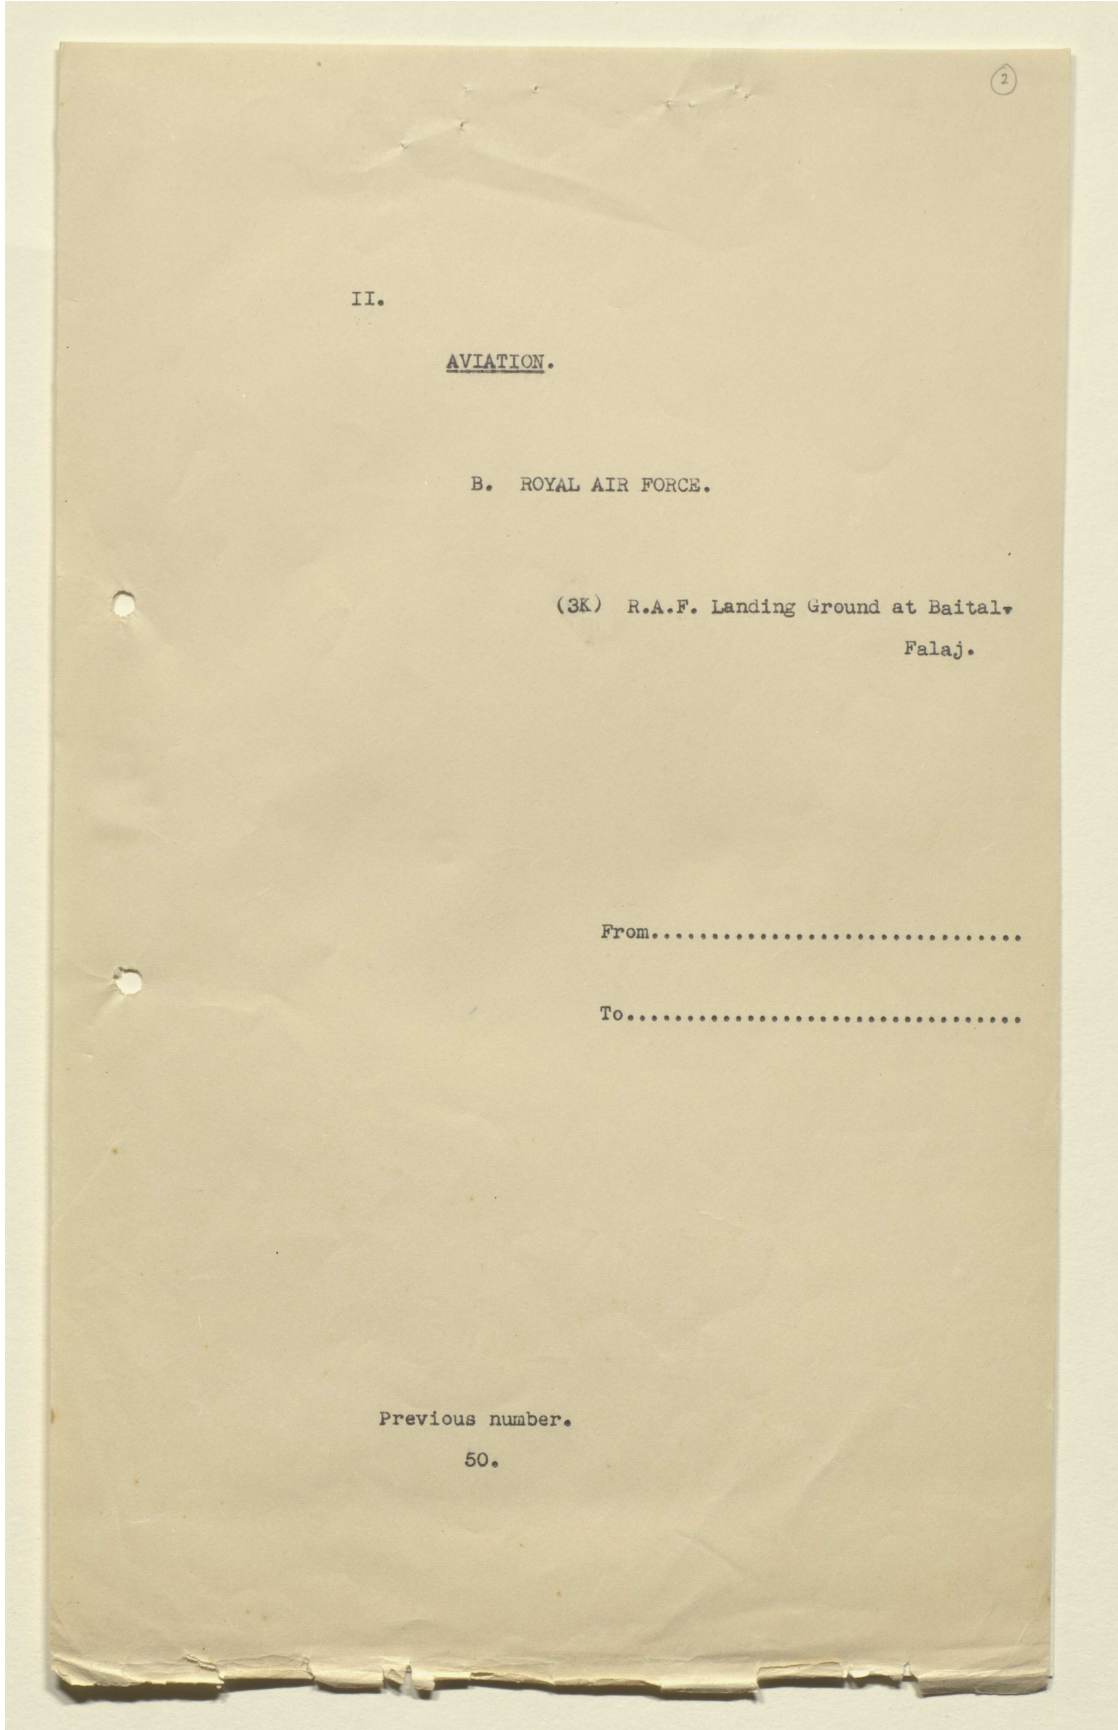 2
II.
AVIATION.
B. ROYAL AIR FORCE.
(3K) R.A.F. Landing Ground at Baital-
Falaj.
From...............................
To.................................
Previous number.
50.